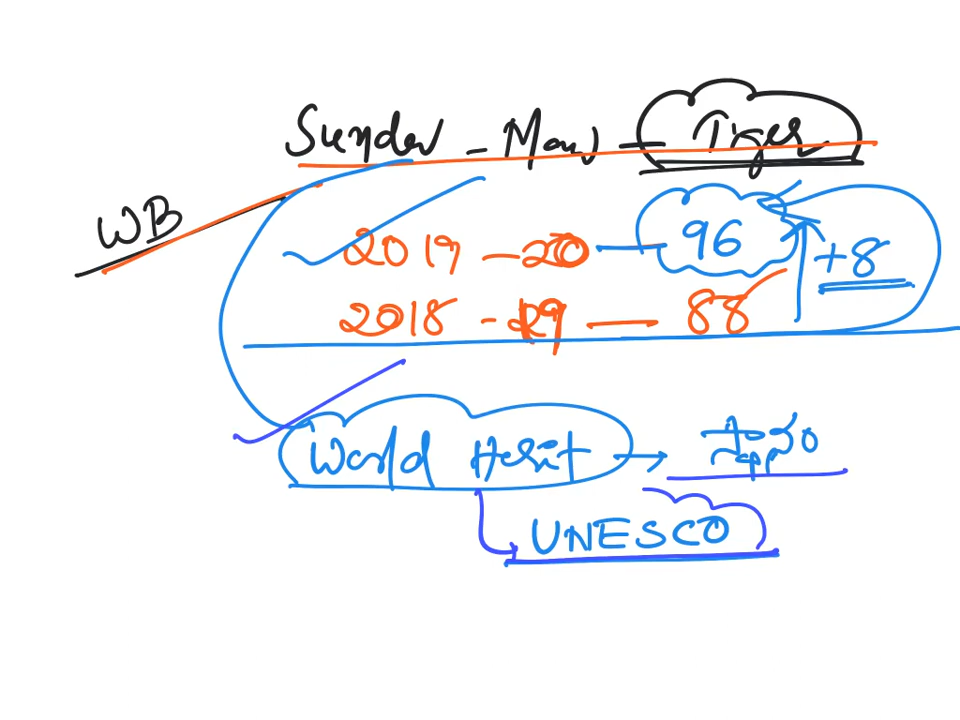 Sunder - Man - Tiger
WB
2019 - 20 - 96
+8
2018 - 19 - 88
World Herit →
UNESCO